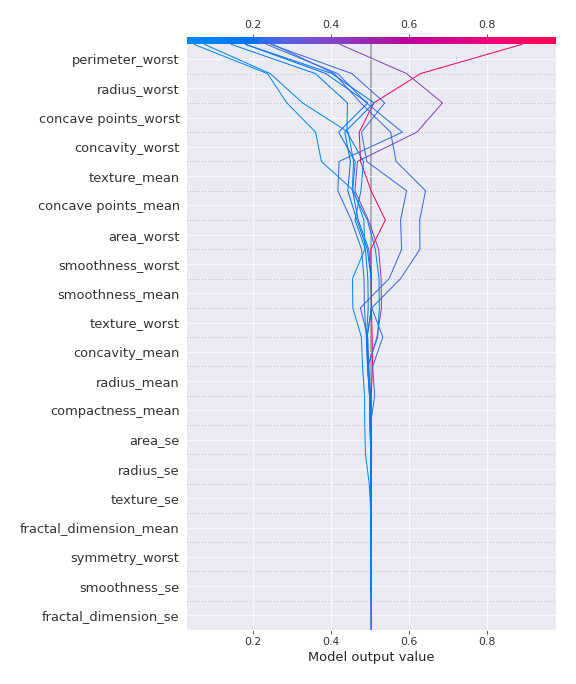 0.2 0.4 0.6 0.8
perimeter_worst
radius_worst
concave points_worst
concavity_worst
texture_mean
concave points_mean
area_worst
smoothness_worst
smoothness_mean
texture_worst
concavity_mean
radius_mean
compactness_mean
area_se
radius_se
texture_se
fractal_dimension_mean
symmetry_worst
smoothness_se
fractal_dimension_se
0.2 0.4 0.6 0.8
Model output value